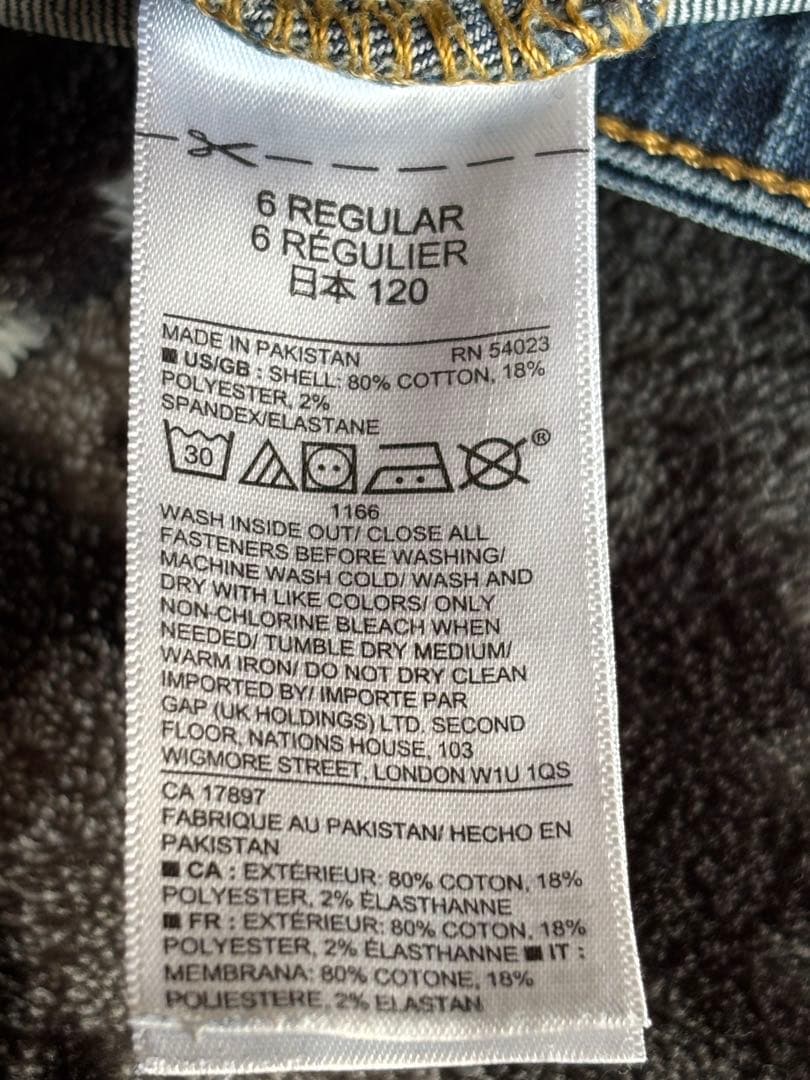 6 REGULAR
6 RÉGULIER
日本 120
MADE IN PAKISTAN RN 54023
US/GB : SHELL: 80% COTTON, 18%
POLYESTER, 2%
SPANDEX/ELASTANE
30 ®
1166
WASH INSIDE OUT/ CLOSE ALL
FASTENERS BEFORE WASHING/
MACHINE WASH COLD/ WASH AND
DRY WITH LIKE COLORS/ ONLY
NON-CHLORINE BLEACH WHEN
NEEDED/ TUMBLE DRY MEDIUM/
WARM IRON/ DO NOT DRY CLEAN
IMPORTED BY/ IMPORTE PAR
GAP (UK HOLDINGS) LTD. SECOND
FLOOR, NATIONS HOUSE, 103
WIGMORE STREET, LONDON W1U 1QS
CA 17897
FABRIQUE AU PAKISTAN/ HECHO EN
PAKISTAN
CA : EXTÉRIEUR: 80% COTON, 18%
POLYESTER, 2% ÉLASTHANNE
FR : EXTÉRIEUR: 80% COTON, 18%
POLYESTER, 2% ÉLASTHANNE IT :
MEMBRANA: 80% COTONE, 18%
POLIESTERE, 2% ELASTAN